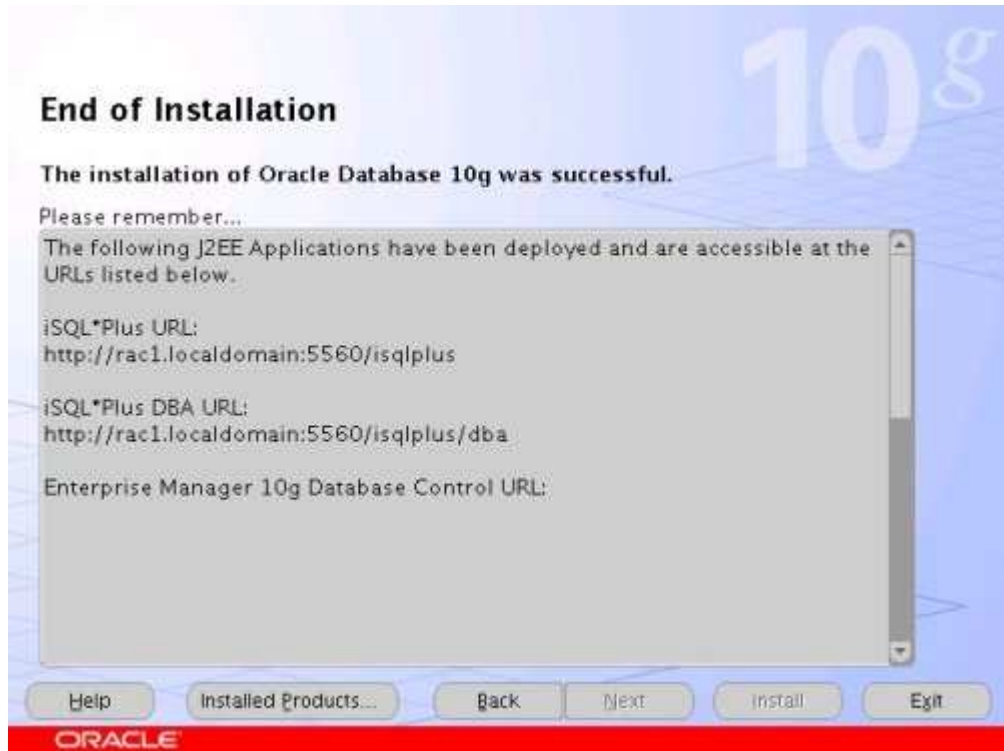 10g
End of Installation
The installation of Oracle Database 10g was successful.
Please remember...
The following J2EE Applications have been deployed and are accessible at the
URLs listed below.
iSQL*Plus URL:
http://rac1.localdomain:5560/isqlplus
iSQL*Plus DBA URL:
http://rac1.localdomain:5560/isqlplus/dba
Enterprise Manager 10g Database Control URL:
Help Installed Products... Back Next Install Exit
ORACLE